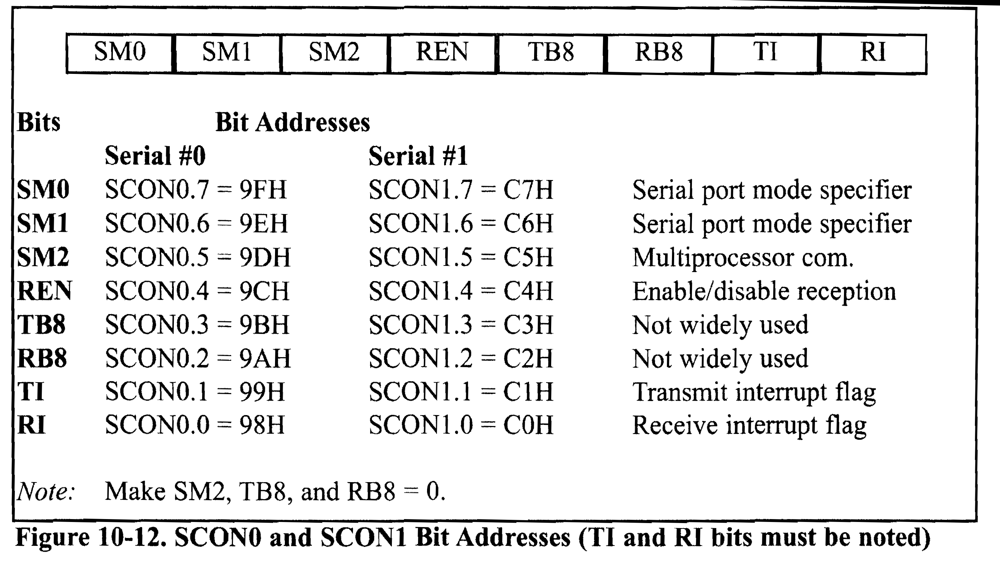 SM0 SM1 SM2 REN TB8 RB8 TI RI
Bits Bit Addresses
Serial #0 Serial #1
SM0 SCON0.7 = 9FH SCON1.7 = C7H Serial port mode specifier
SM1 SCON0.6 = 9EH SCON1.6 = C6H Serial port mode specifier
SM2 SCON0.5 = 9DH SCON1.5 = C5H Multiprocessor com.
REN SCON0.4 = 9CH SCON1.4 = C4H Enable/disable reception
TB8 SCON0.3 = 9BH SCON1.3 = C3H Not widely used
RB8 SCON0.2 = 9AH SCON1.2 = C2H Not widely used
TI SCON0.1 = 99H SCON1.1 = C1H Transmit interrupt flag
RI SCON0.0 = 98H SCON1.0 = C0H Receive interrupt flag
Note: Make SM2, TB8, and RB8 = 0.
Figure 10-12. SCON0 and SCON1 Bit Addresses (TI and RI bits must be noted)